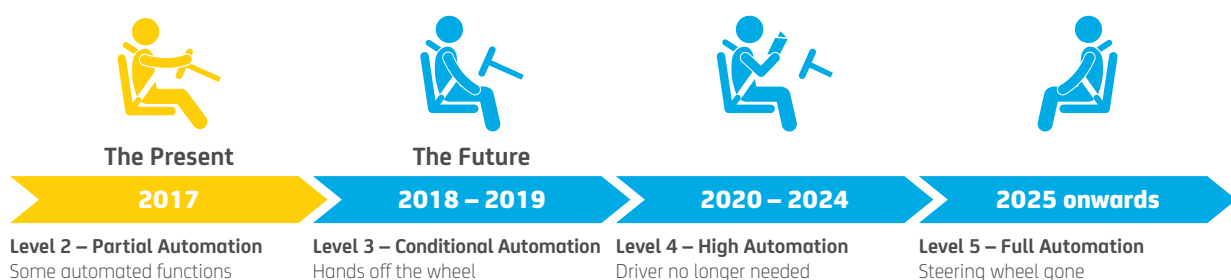 The Present
The Future
2017
2018 – 2019
2020 – 2024
2025 onwards
Level 2 – Partial Automation
Some automated functions
Level 3 – Conditional Automation
Hands off the wheel
Level 4 – High Automation
Driver no longer needed
Level 5 – Full Automation
Steering wheel gone